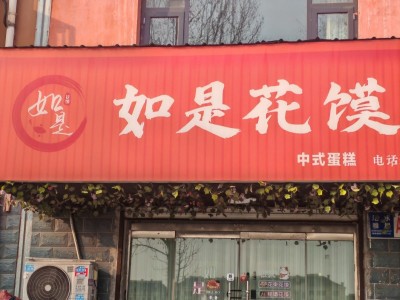 如是
如是花馍
中式蛋糕 电话